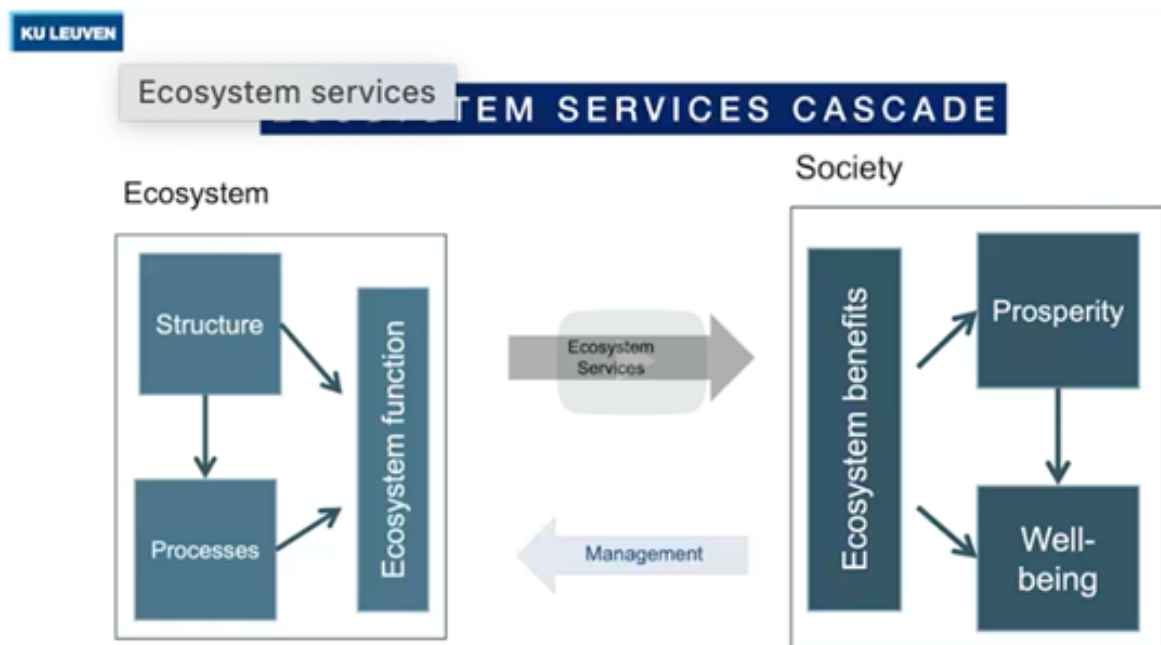 KU LEUVEN
Ecosystem services
TEM SERVICES CASCADE
Ecosystem
Society
Structure
Processes
Ecosystem function
Ecosystem
Services
Management
Ecosystem benefits
Prosperity
Well-
being